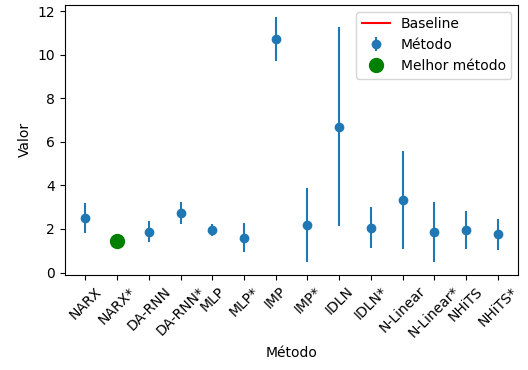 12
10
8
6
4
2
0
Valor
Baseline
Método
Melhor método
NARX
NARX*
DA-RNN
DA-RNN*
MLP
MLP*
IMP
IMP*
IDLN
IDLN*
N-Linear
N-Linear*
NHiTS
NHiTS*
Método